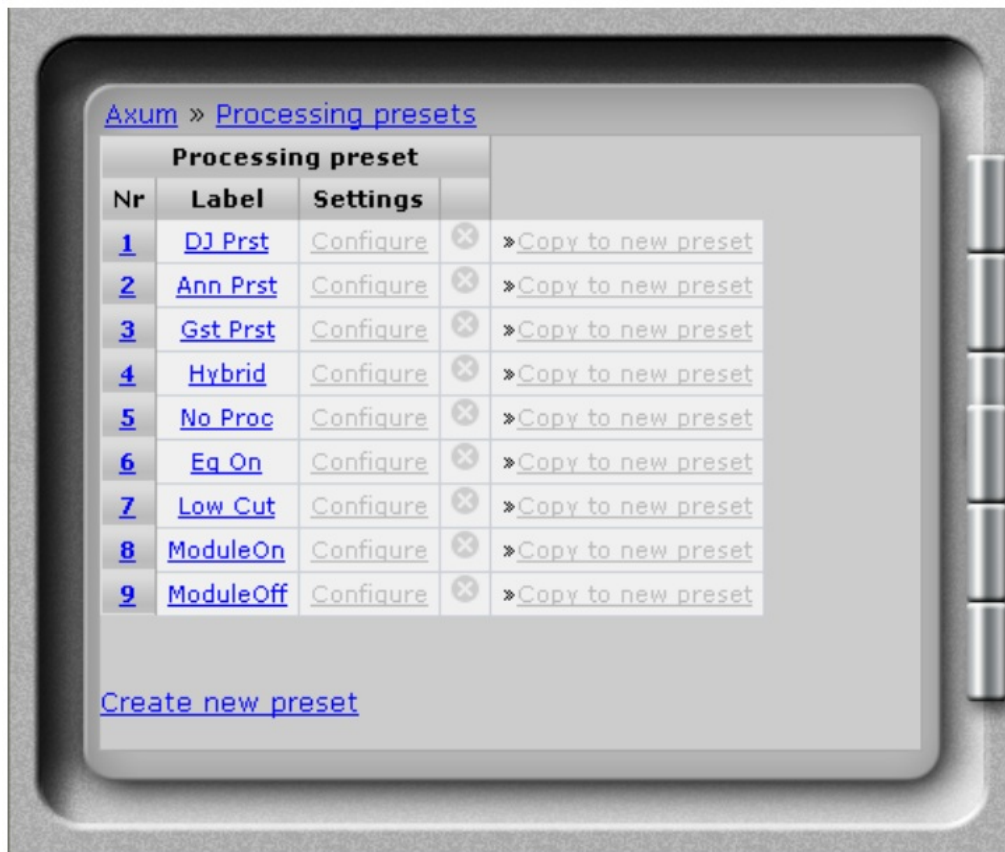 Axum » Processing presets
Processing preset
Nr Label Settings
1 DJ Prst Configure »Copy to new preset
2 Ann Prst Configure »Copy to new preset
3 Gst Prst Configure »Copy to new preset
4 Hybrid Configure »Copy to new preset
5 No Proc Configure »Copy to new preset
6 Eq On Configure »Copy to new preset
7 Low Cut Configure »Copy to new preset
8 ModuleOn Configure »Copy to new preset
9 ModuleOff Configure »Copy to new preset
Create new preset